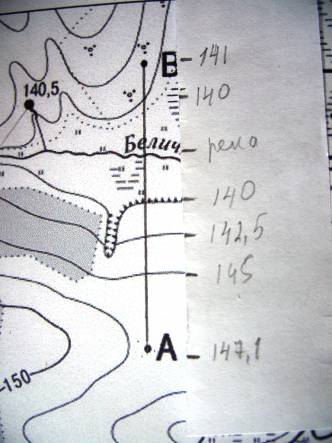 B – 141
140,5
– 140
Белич – река
– 140
– 142,5
– 145
A – 147,1
150